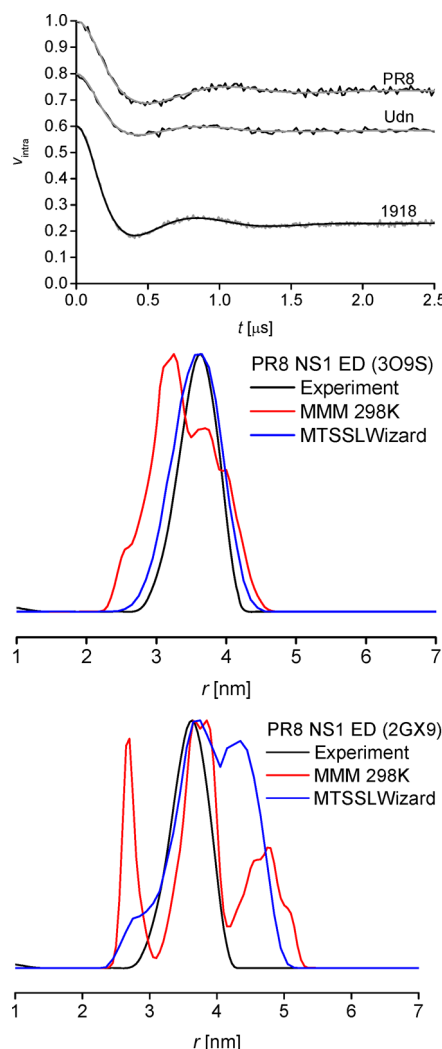 1.0
0.9
0.8
0.7
0.6
0.5
0.4
0.3
0.2
0.1
0.0
V_intra
PR8
Udn
1918
0.0 0.5 1.0 1.5 2.0 2.5
t [µs]
PR8 NS1 ED (3O9S)
Experiment
MMM 298K
MTSSLWizard
1 2 3 4 5 6 7
r [nm]
PR8 NS1 ED (2GX9)
Experiment
MMM 298K
MTSSLWizard
1 2 3 4 5 6 7
r [nm]